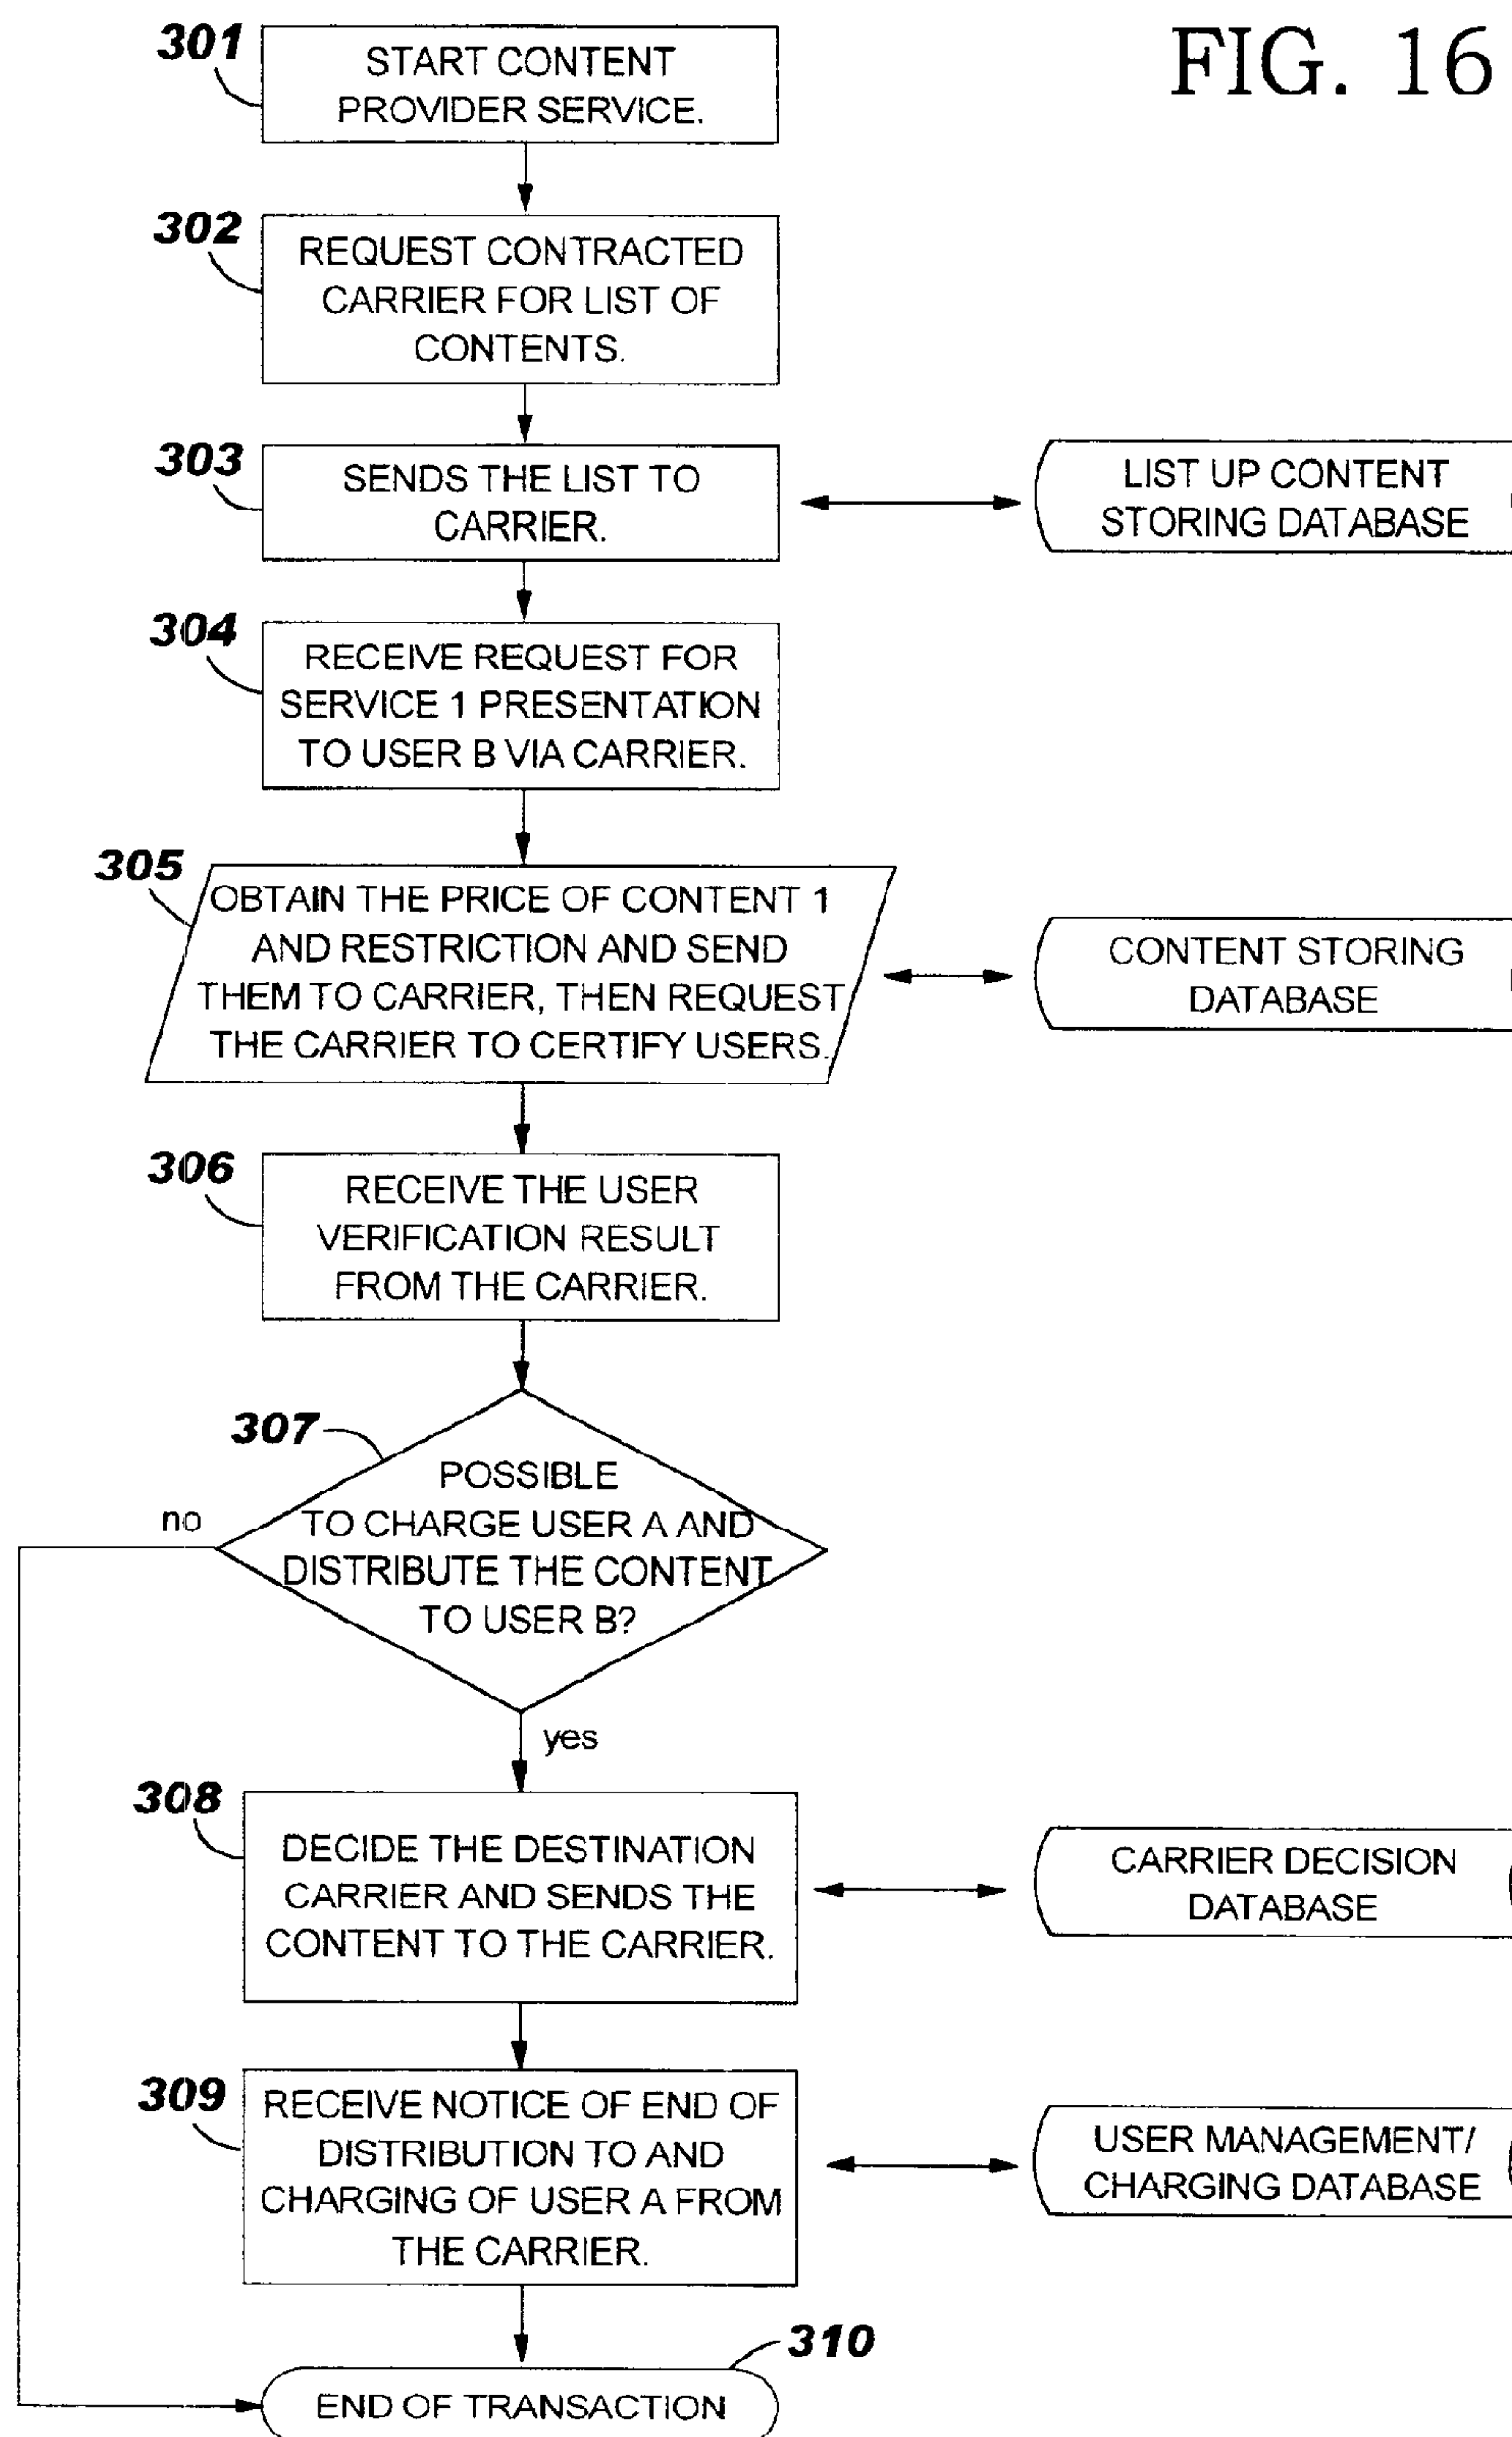 FIG. 16
301
START CONTENT
PROVIDER SERVICE.
302
REQUEST CONTRACTED
CARRIER FOR LIST OF
CONTENTS.
303
SENDS THE LIST TO
CARRIER.
LIST UP CONTENT
STORING DATABASE
304
RECEIVE REQUEST FOR
SERVICE 1 PRESENTATION
TO USER B VIA CARRIER.
305
OBTAIN THE PRICE OF CONTENT 1
AND RESTRICTION AND SEND
THEM TO CARRIER, THEN REQUEST
THE CARRIER TO CERTIFY USERS.
CONTENT STORING
DATABASE
306
RECEIVE THE USER
VERIFICATION RESULT
FROM THE CARRIER.
307
POSSIBLE
TO CHARGE USER A AND
DISTRIBUTE THE CONTENT
TO USER B?
no
yes
308
DECIDE THE DESTINATION
CARRIER AND SENDS THE
CONTENT TO THE CARRIER.
CARRIER DECISION
DATABASE
309
RECEIVE NOTICE OF END OF
DISTRIBUTION TO AND
CHARGING OF USER A FROM
THE CARRIER.
USER MANAGEMENT/
CHARGING DATABASE
310
END OF TRANSACTION